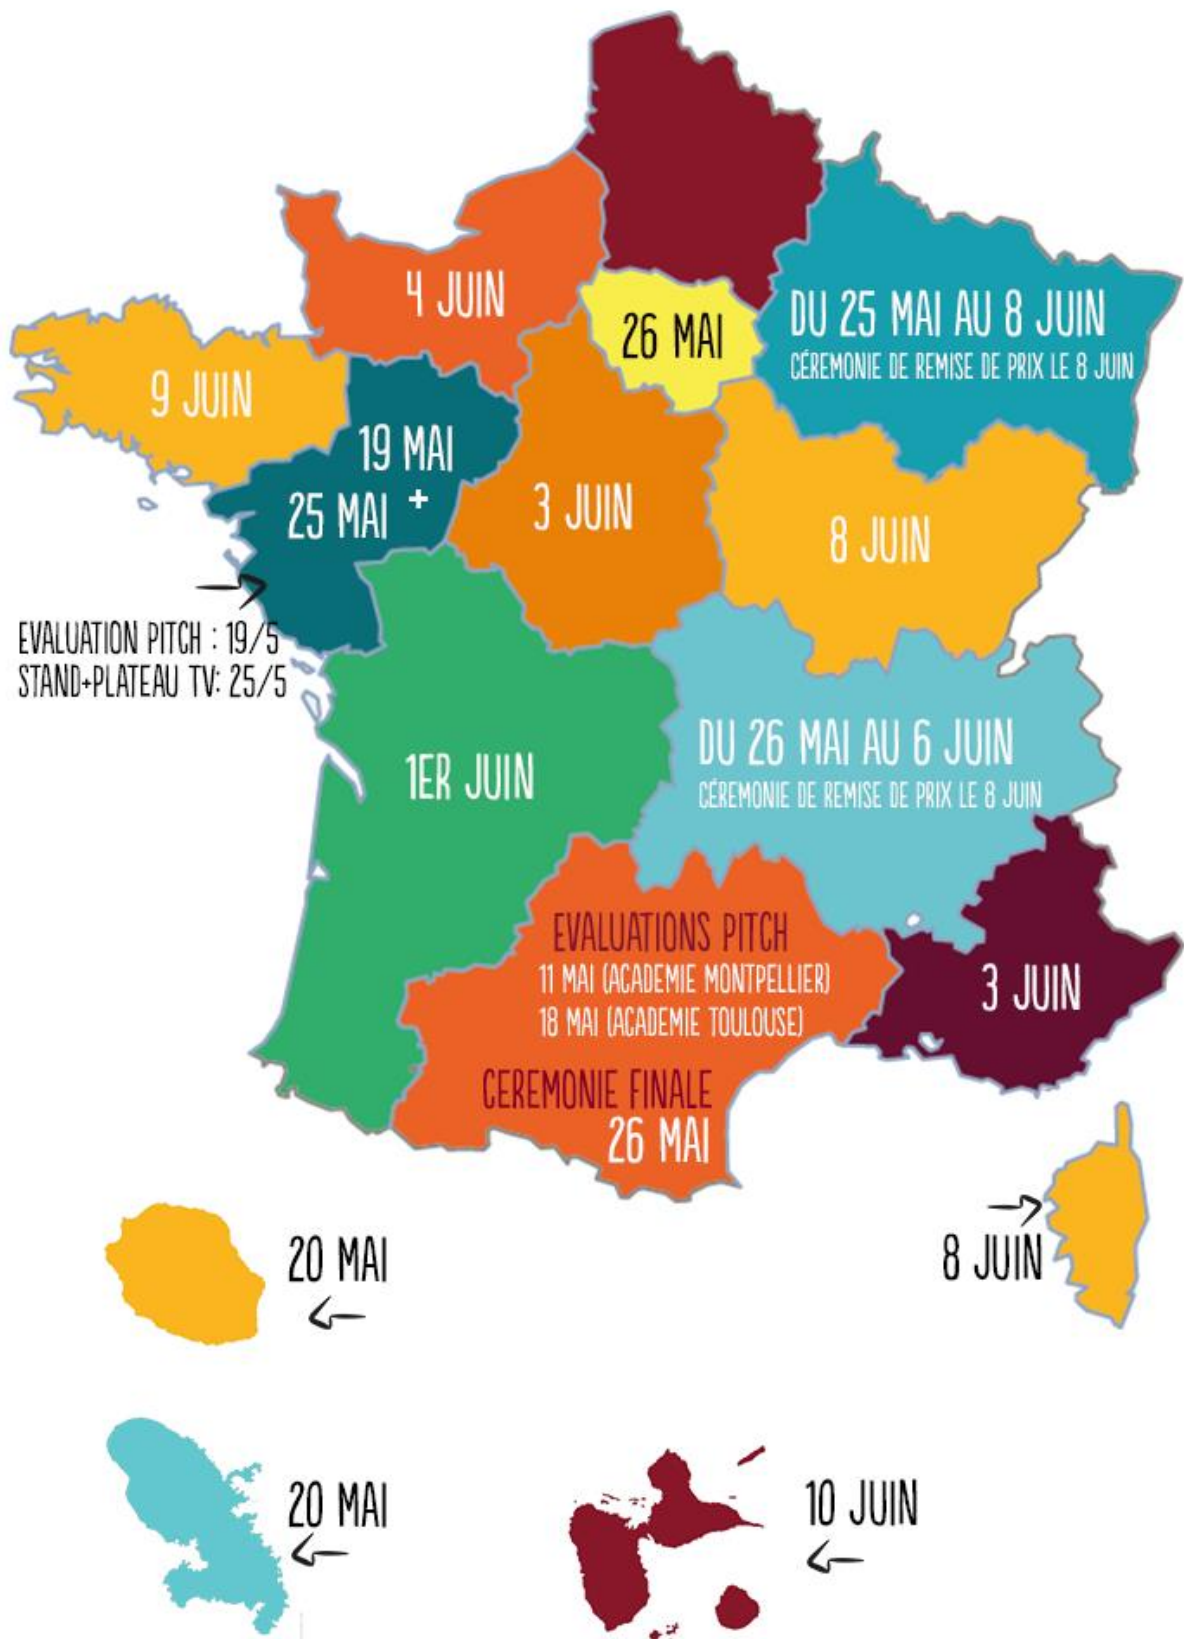 4 JUIN
26 MAI
DU 25 MAI AU 8 JUIN
CÉREMONIE DE REMISE DE PRIX LE 8 JUIN
9 JUIN
19 MAI
25 MAI +
3 JUIN
8 JUIN
EVALUATION PITCH : 19/5
STAND+PLATEAU TV: 25/5
1ER JUIN
DU 26 MAI AU 6 JUIN
CÉREMONIE DE REMISE DE PRIX LE 8 JUIN
EVALUATIONS PITCH
11 MAI (ACADEMIE MONTPELLIER)
18 MAI (ACADEMIE TOULOUSE)
3 JUIN
CEREMONIE FINALE
26 MAI
20 MAI
8 JUIN
20 MAI
10 JUIN